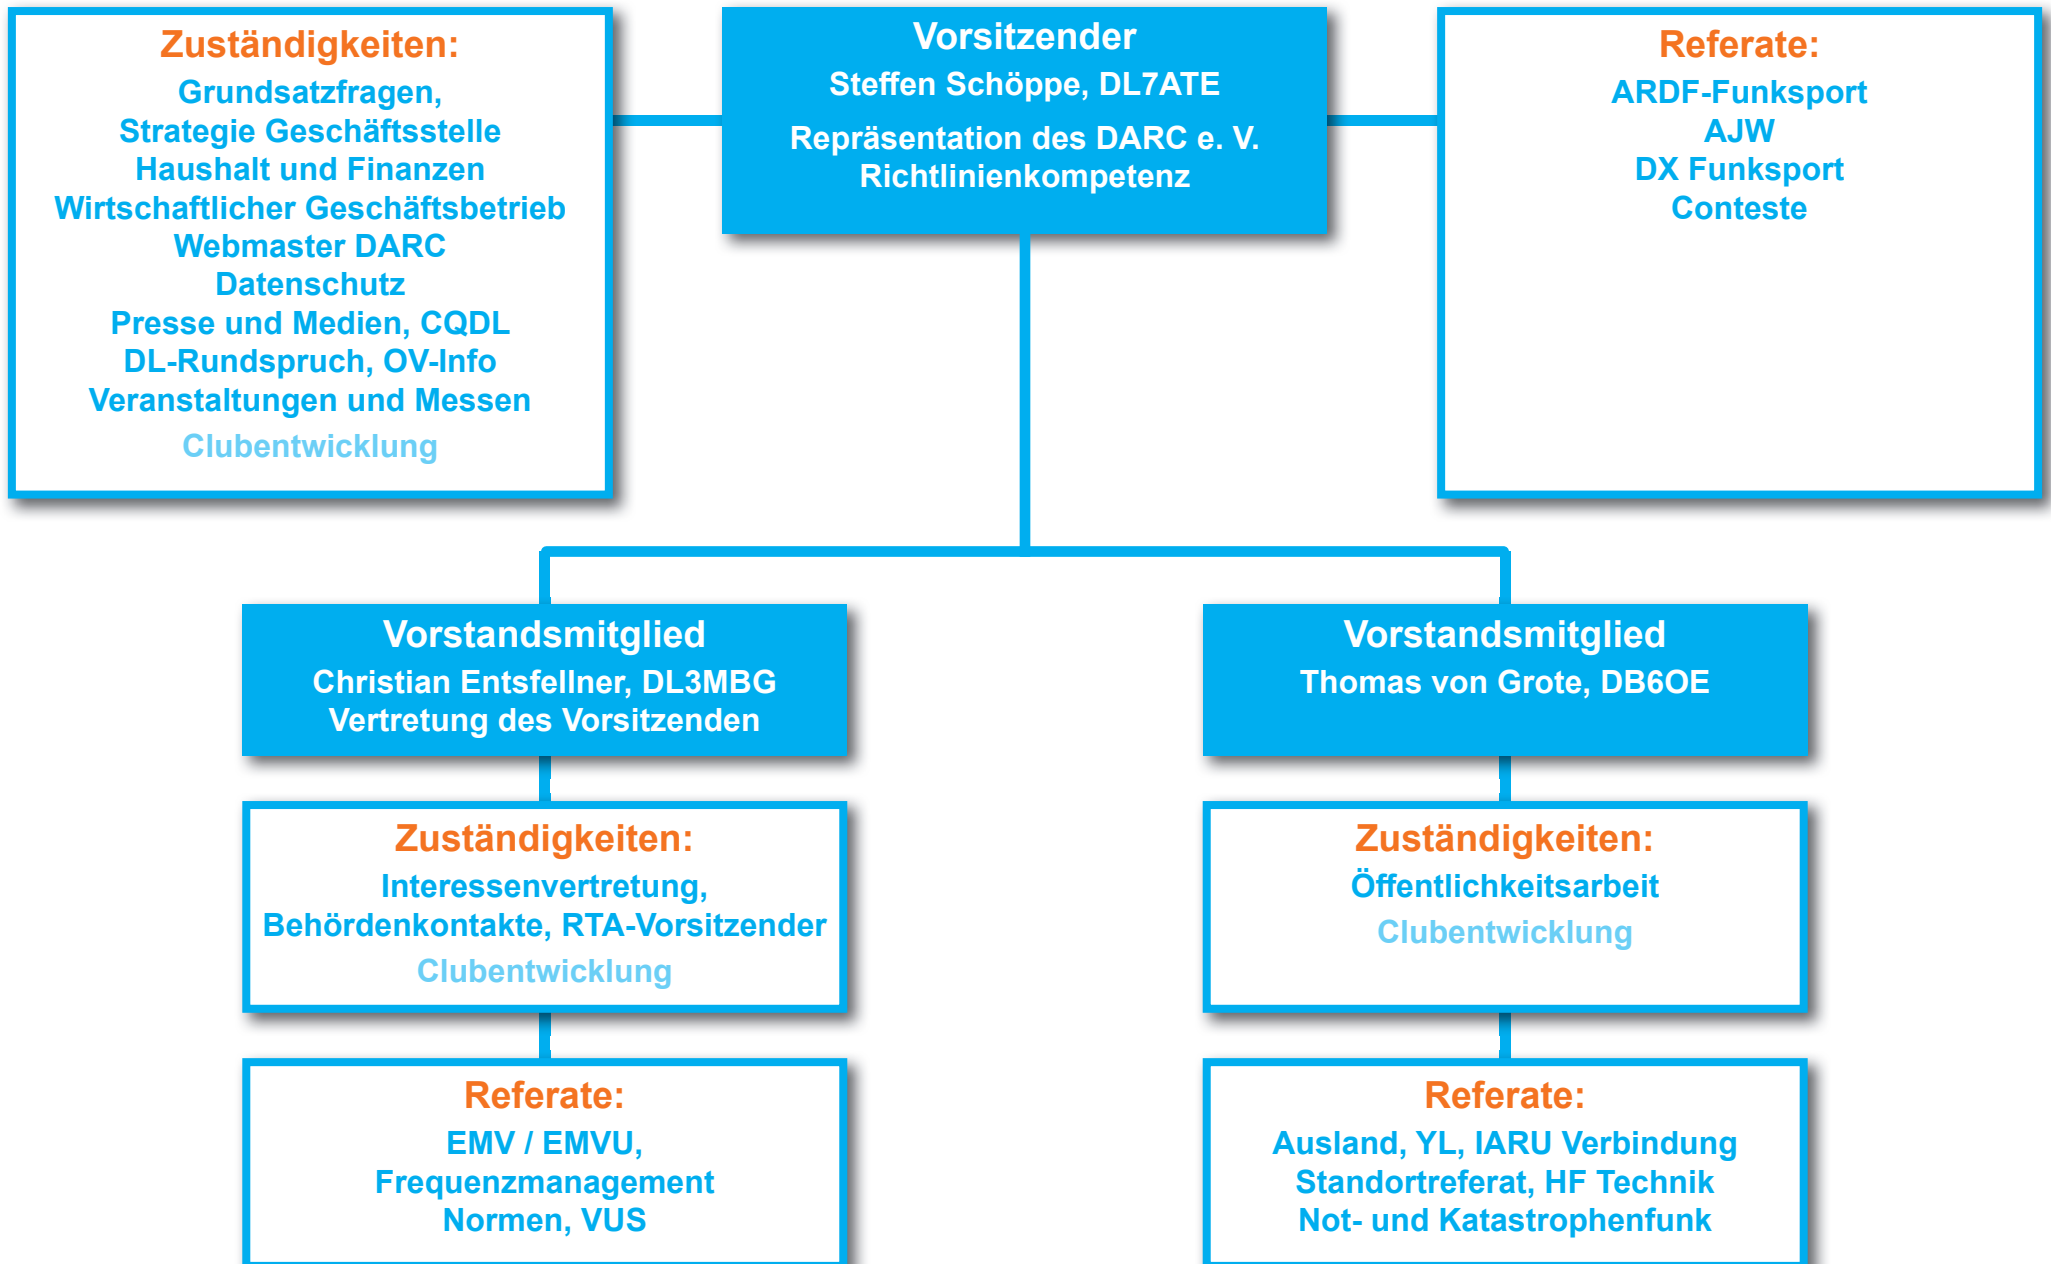 Zuständigkeiten:
Grundsatzfragen,
Strategie Geschäftsstelle
Haushalt und Finanzen
Wirtschaftlicher Geschäftsbetrieb
Webmaster DARC
Datenschutz
Presse und Medien, CQDL
DL-Rundspruch, OV-Info
Veranstaltungen und Messen
Clubentwicklung
Vorsitzender
Steffen Schöppe, DL7ATE
Repräsentation des DARC e. V.
Richtlinienkompetenz
Referate:
ARDF-Funksport
AJW
DX Funksport
Conteste
Vorstandsmitglied
Christian Entsfellner, DL3MBG
Vertretung des Vorsitzenden
Zuständigkeiten:
Interessenvertretung,
Behördenkontakte, RTA-Vorsitzender
Clubentwicklung
Referate:
EMV / EMVU,
Frequenzmanagement
Normen, VUS
Vorstandsmitglied
Thomas von Grote, DB6OE
Zuständigkeiten:
Öffentlichkeitsarbeit
Clubentwicklung
Referate:
Ausland, YL, IARU Verbindung
Standortreferat, HF Technik
Not- und Katastrophenfunk